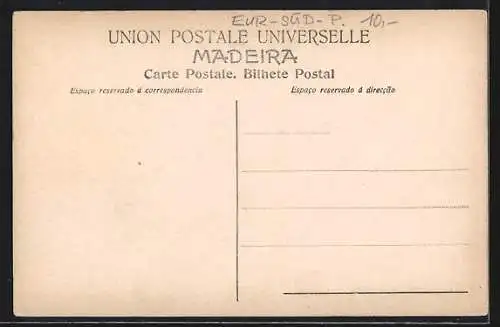 EUR-SÜD-P. 10,-
UNION POSTALE UNIVERSELLE
MADEIRA
Carte Postale. Bilhete Postal
Espaço reservado á correspondencia
Espaço reservado á direcção